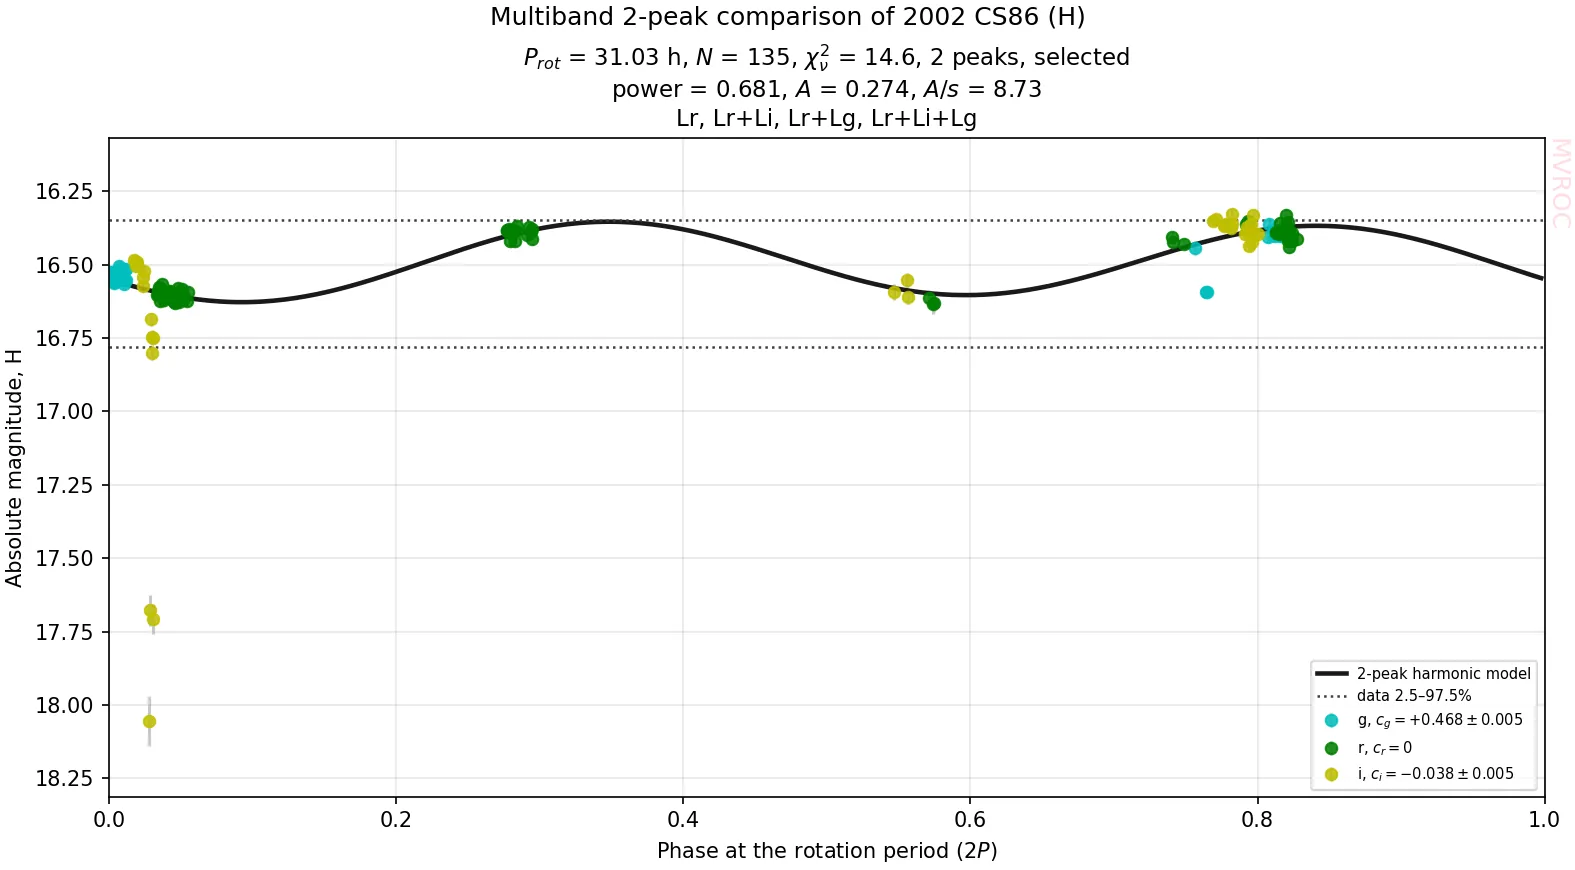 Multiband 2-peak comparison of 2002 CS86 (H)
P_rot = 31.03 h, N = 135, χ²_ν = 14.6, 2 peaks, selected
power = 0.681, A = 0.274, A/s = 8.73
Lr, Lr+Li, Lr+Lg, Lr+Li+Lg
MVROC
16.25
16.50
16.75
17.00
17.25
17.50
17.75
18.00
18.25
Absolute magnitude, H
2-peak harmonic model
data 2.5–97.5%
g, c_g = +0.468 ± 0.005
r, c_r = 0
i, c_i = −0.038 ± 0.005
0.0 0.2 0.4 0.6 0.8 1.0
Phase at the rotation period (2P)